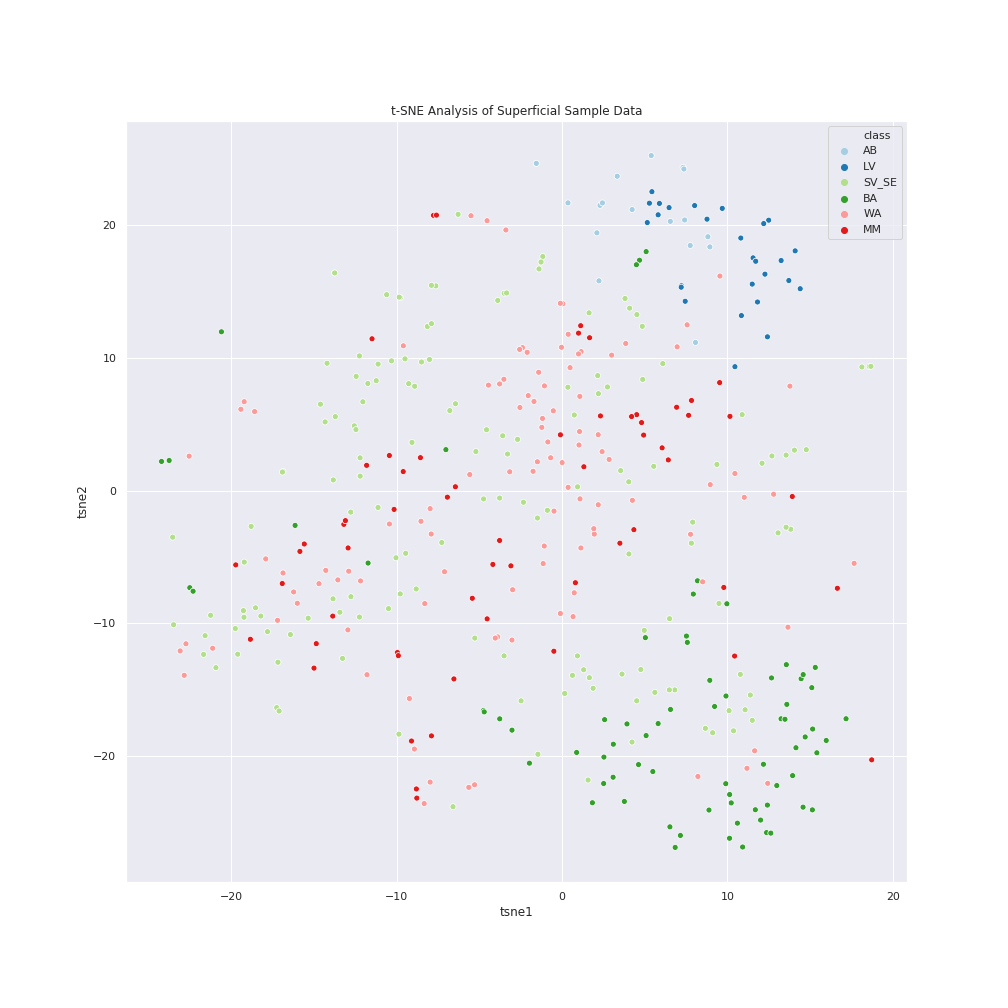 t-SNE Analysis of Superficial Sample Data
class
AB
LV
SV_SE
BA
WA
MM
20
10
0
−10
−20
tsne2
−20
−10
0
10
20
tsne1